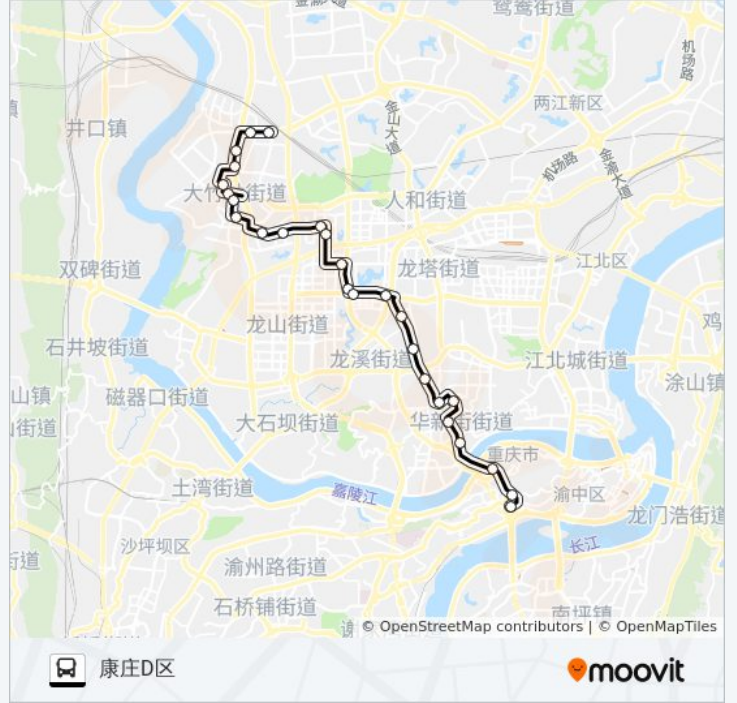 鸳鸯街道
机场路
两江新区
金山大道
井口镇
机场路
金渝大道
大竹林街道
人和街道
双碑街道
龙塔街道
江北区
龙山街道
鸡
石井坡街道
龙溪街道
江北城街道
涂山镇
山镇
磁器口街道
街道
大石坝街道
华新街街道
重庆市
土湾街道
嘉陵江
渝中区
龙门浩街道
沙坪坝区
长江
街道
渝州路街道
石桥铺街道
南坪镇
© OpenStreetMap contributors | © OpenMapTiles
康庄D区
moovit